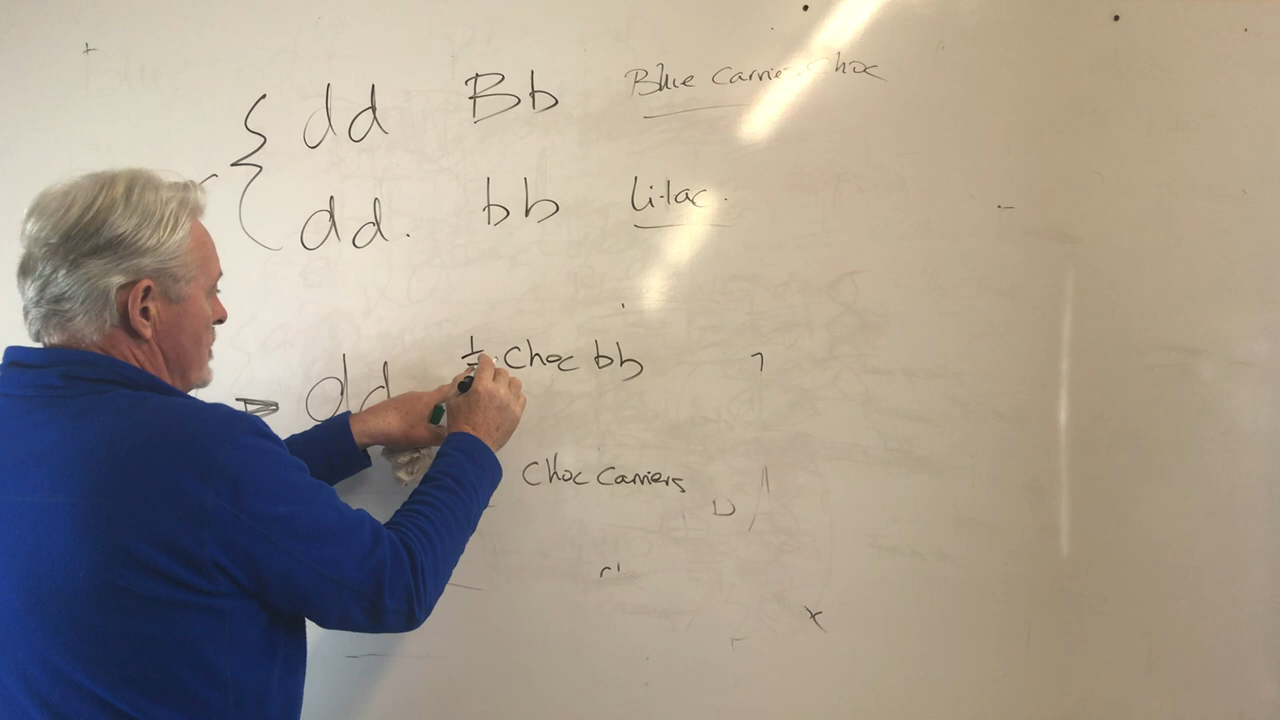 dd Bb Blue Carrier Choc
dd. bb Lilac.
dd ½ Choc bb
Choc Carriers